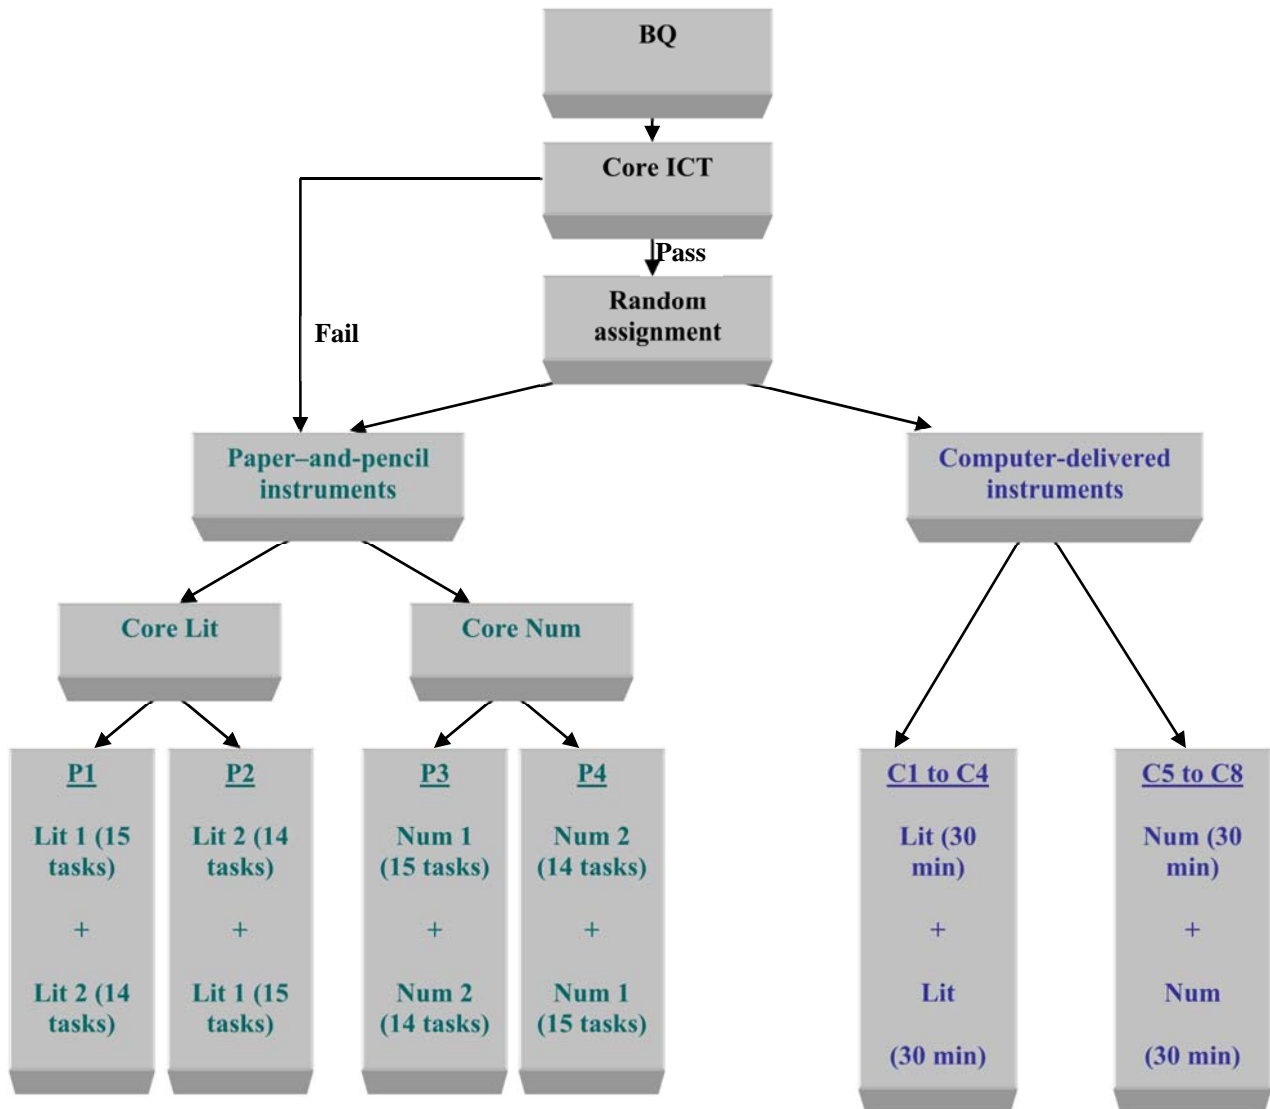 BQ
Core ICT
Pass
Random
assignment
Fail
Paper–and-pencil
instruments
Computer-delivered
instruments
Core Lit
Core Num
P1
Lit 1 (15
tasks)
+
Lit 2 (14
tasks)
P2
Lit 2 (14
tasks)
+
Lit 1 (15
tasks)
P3
Num 1
(15 tasks)
+
Num 2
(14 tasks)
P4
Num 2
(14 tasks)
+
Num 1
(15 tasks)
C1 to C4
Lit (30
min)
+
Lit
(30 min)
C5 to C8
Num (30
min)
+
Num
(30 min)